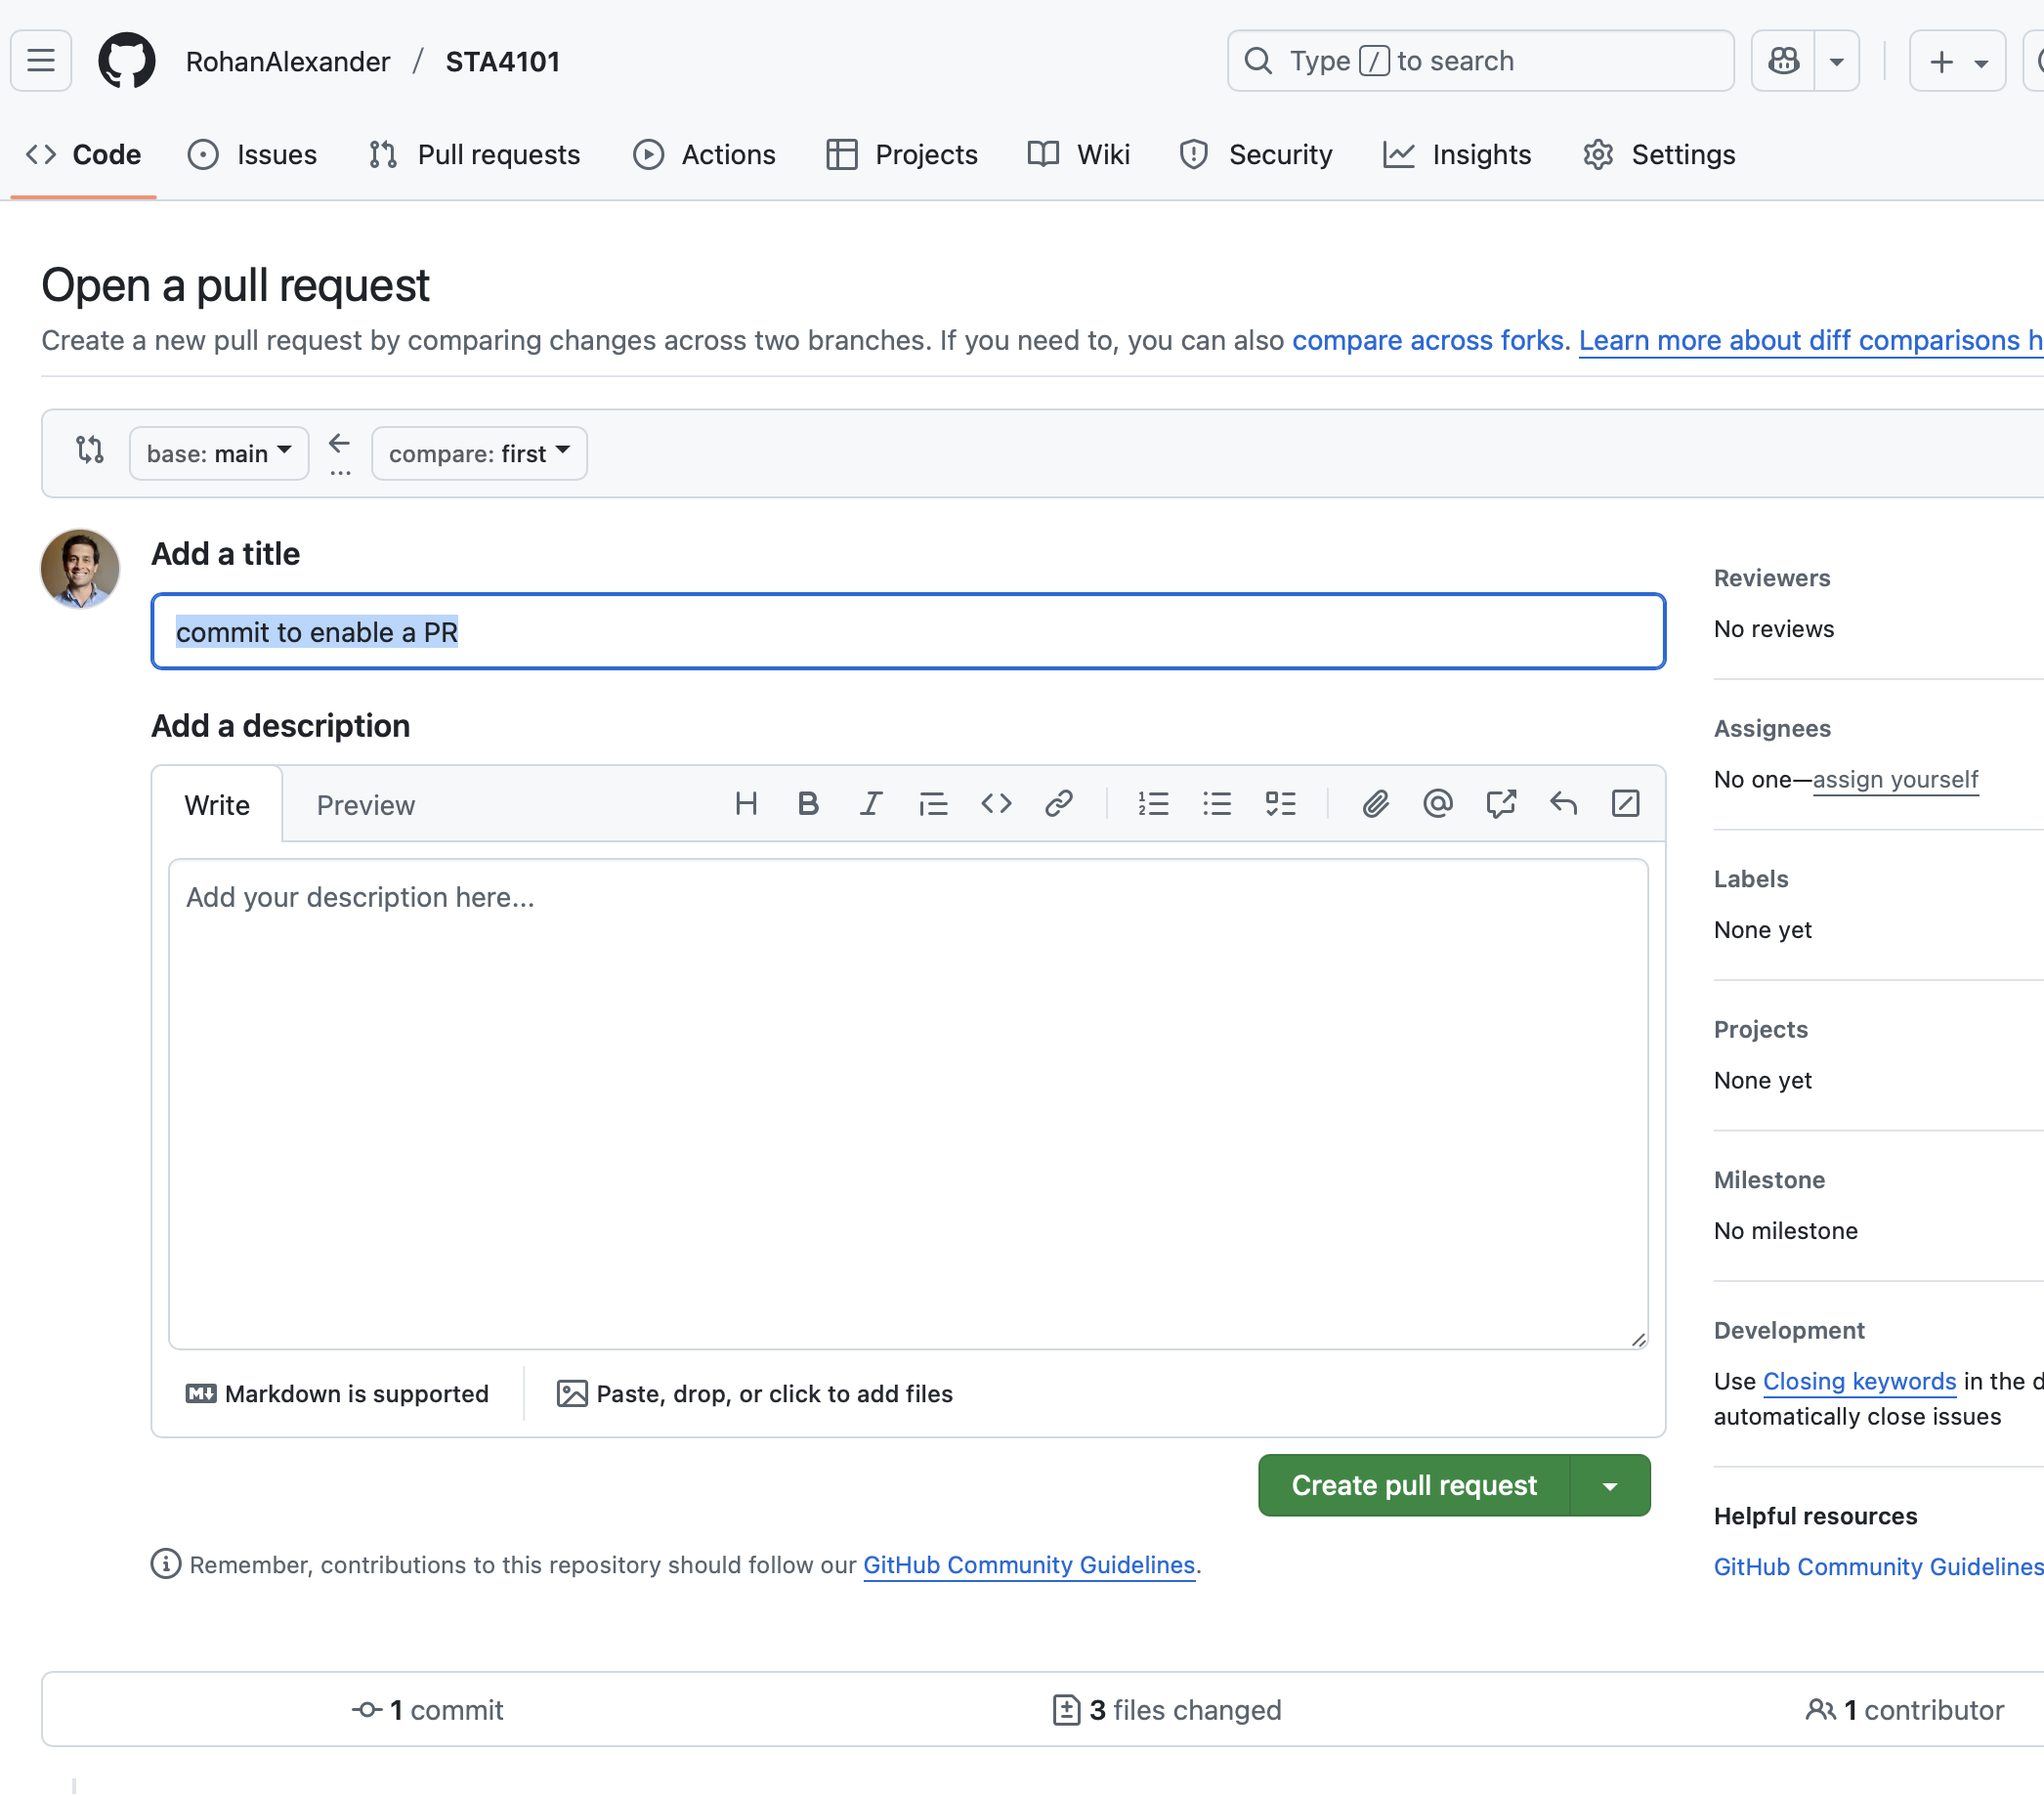 RohanAlexander / STA4101
Type / to search
Code Issues Pull requests Actions Projects Wiki Security Insights Settings
Open a pull request
Create a new pull request by comparing changes across two branches. If you need to, you can also compare across forks. Learn more about diff comparisons h
base: main ← ... compare: first
Add a title
commit to enable a PR
Add a description
Write Preview
Add your description here...
Markdown is supported
Paste, drop, or click to add files
Create pull request
Remember, contributions to this repository should follow our GitHub Community Guidelines.
Reviewers
No reviews
Assignees
No one—assign yourself
Labels
None yet
Projects
None yet
Milestone
No milestone
Development
Use Closing keywords in the d
automatically close issues
Helpful resources
GitHub Community Guidelines
1 commit
3 files changed
1 contributor